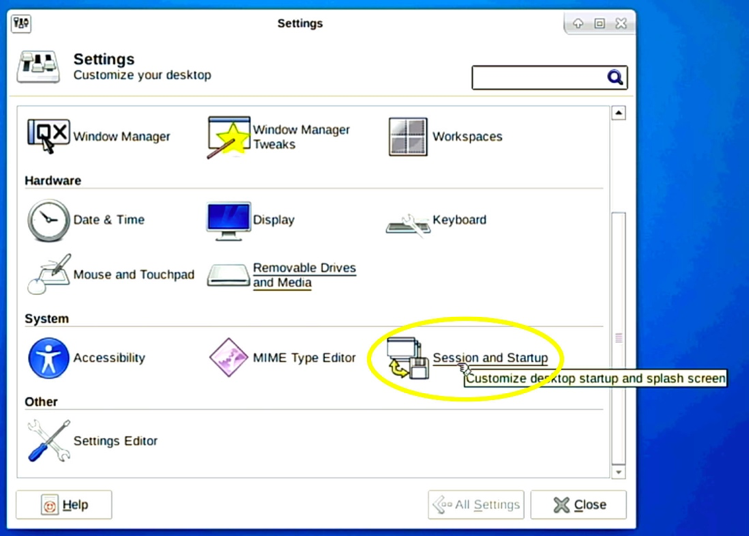 Settings
Settings
Customize your desktop
Window Manager
Window Manager
Tweaks
Workspaces
Hardware
Date & Time
Display
Keyboard
Mouse and Touchpad
Removable Drives
and Media
System
Accessibility
MIME Type Editor
Session and Startup
Customize desktop startup and splash screen
Other
Settings Editor
Help
All Settings
Close